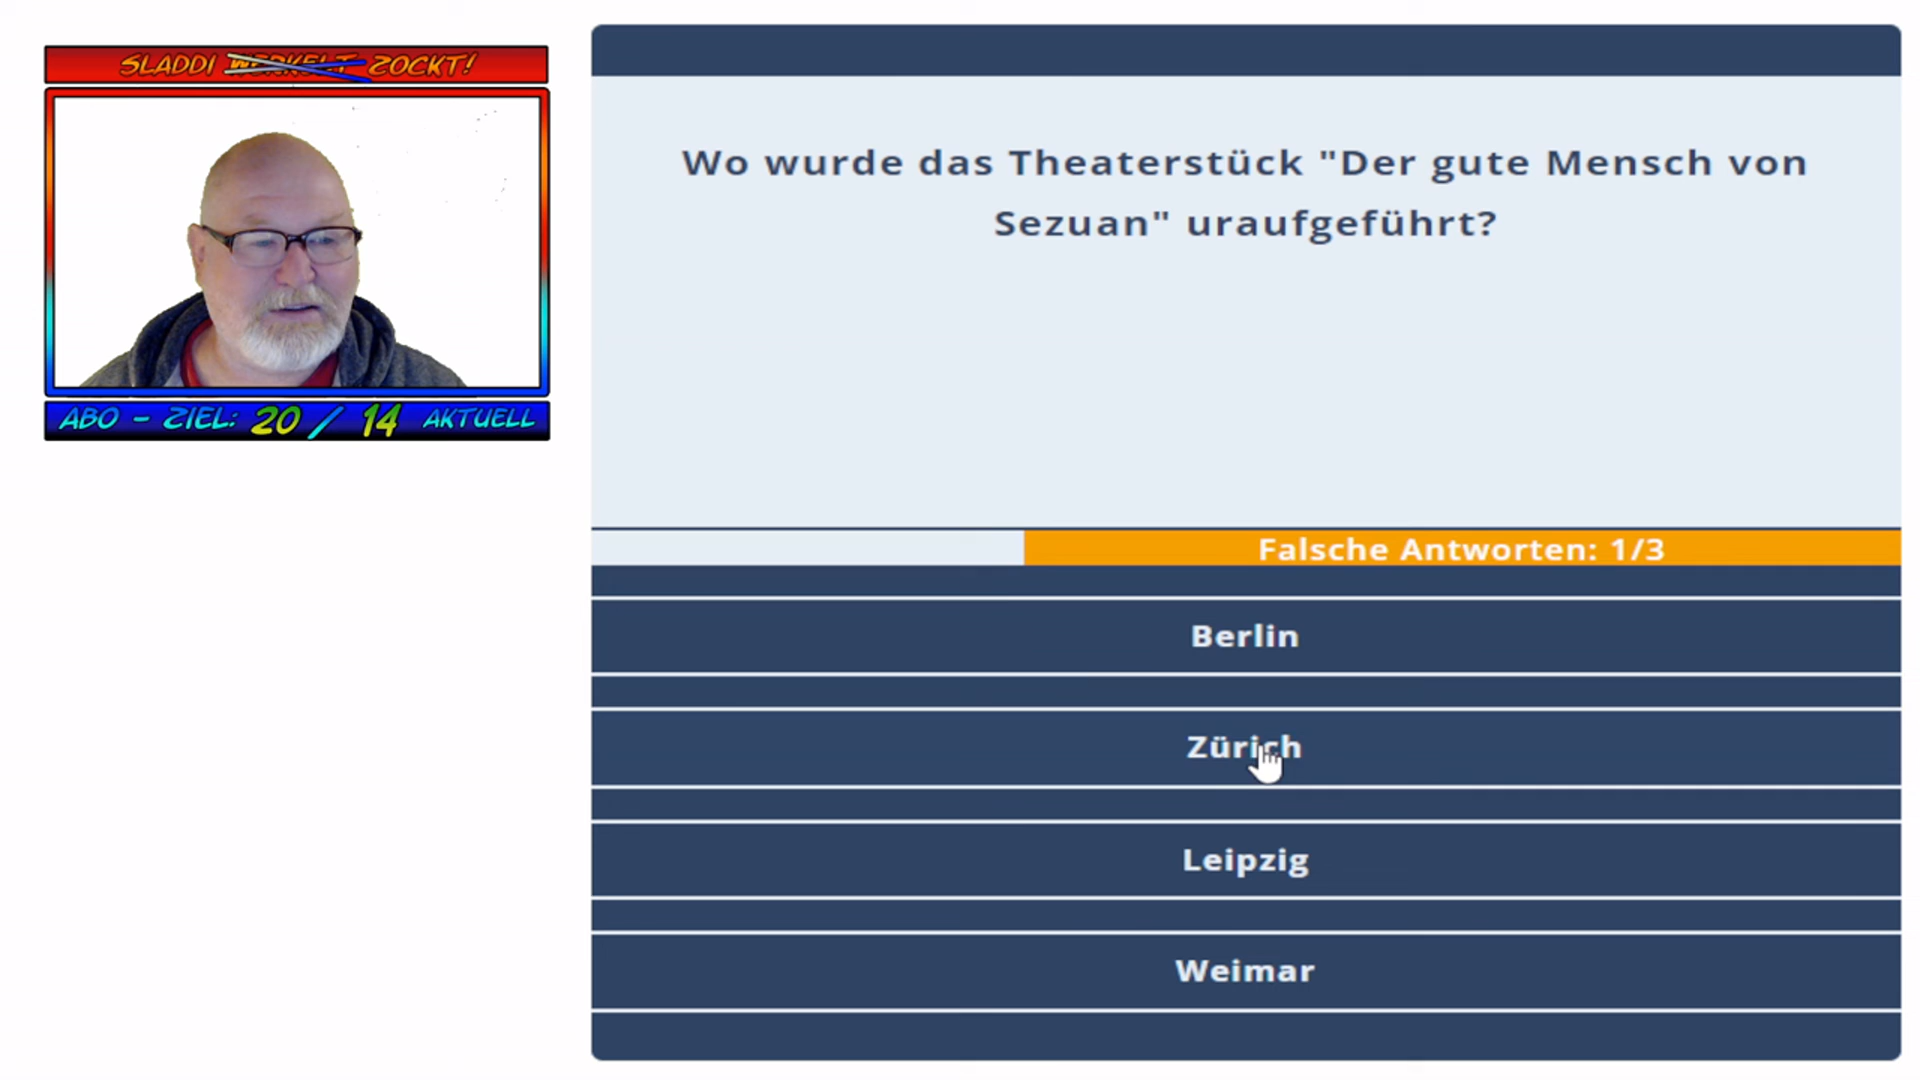 SLADDI WERKELT ZOCKT!
ABO - ZIEL: 20 / 14 AKTUELL
Wo wurde das Theaterstück "Der gute Mensch von
Sezuan" uraufgeführt?
Falsche Antworten: 1/3
Berlin
Zürich
Leipzig
Weimar